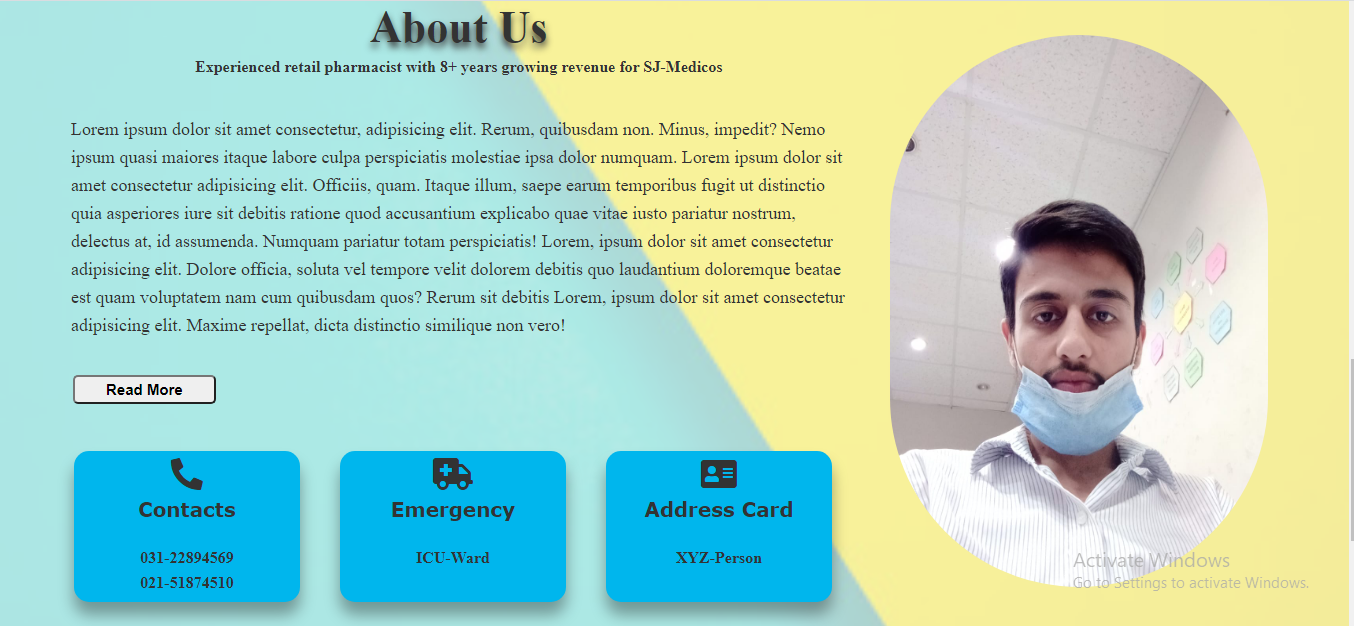 About Us
Experienced retail pharmacist with 8+ years growing revenue for SJ-Medicos
Lorem ipsum dolor sit amet consectetur, adipisicing elit. Rerum, quibusdam non. Minus, impedit? Nemo
ipsum quasi maiores itaque labore culpa perspiciatis molestiae ipsa dolor numquam. Lorem ipsum dolor sit
amet consectetur adipisicing elit. Officiis, quam. Itaque illum, saepe earum temporibus fugit ut distinctio
quia asperiores iure sit debitis ratione quod accusantium explicabo quae vitae iusto pariatur nostrum,
delectus at, id assumenda. Numquam pariatur totam perspiciatis! Lorem, ipsum dolor sit amet consectetur
adipisicing elit. Dolore officia, soluta vel tempore velit dolorem debitis quo laudantium doloremque beatae
est quam voluptatem nam cum quibusdam quos? Rerum sit debitis Lorem, ipsum dolor sit amet consectetur
adipisicing elit. Maxime repellat, dicta distinctio similique non vero!
Read More
Contacts
031-22894569
021-51874510
Emergency
ICU-Ward
Address Card
XYZ-Person
Activate Windows
Go to Settings to activate Windows.